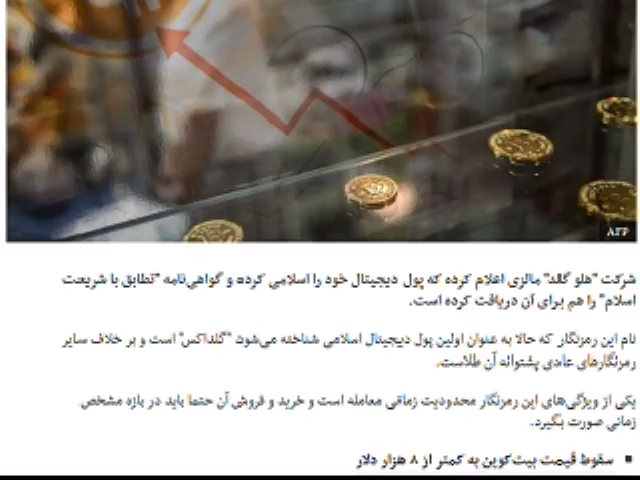 AFP
شرکت "هلو گلد" مالزی اعلام کرده که پول دیجیتال خود را اسلامی کرده و گواهی‌نامه "تطابق با شریعت
اسلام" را هم برای آن دریافت کرده است.
نام این رمزنگار که حالا به عنوان اولین پول دیجیتال اسلامی شناخته می‌شود "گلداکس" است و بر خلاف سایر
رمزنگارهای عادی پشتوانه آن طلاست.
یکی از ویژگی‌های این رمزنگار محدودیت زمانی معامله است و خرید و فروش آن حتما باید در بازه مشخص
زمانی صورت بگیرد.
سقوط قیمت بیت‌کوین به کمتر از ۸ هزار دلار